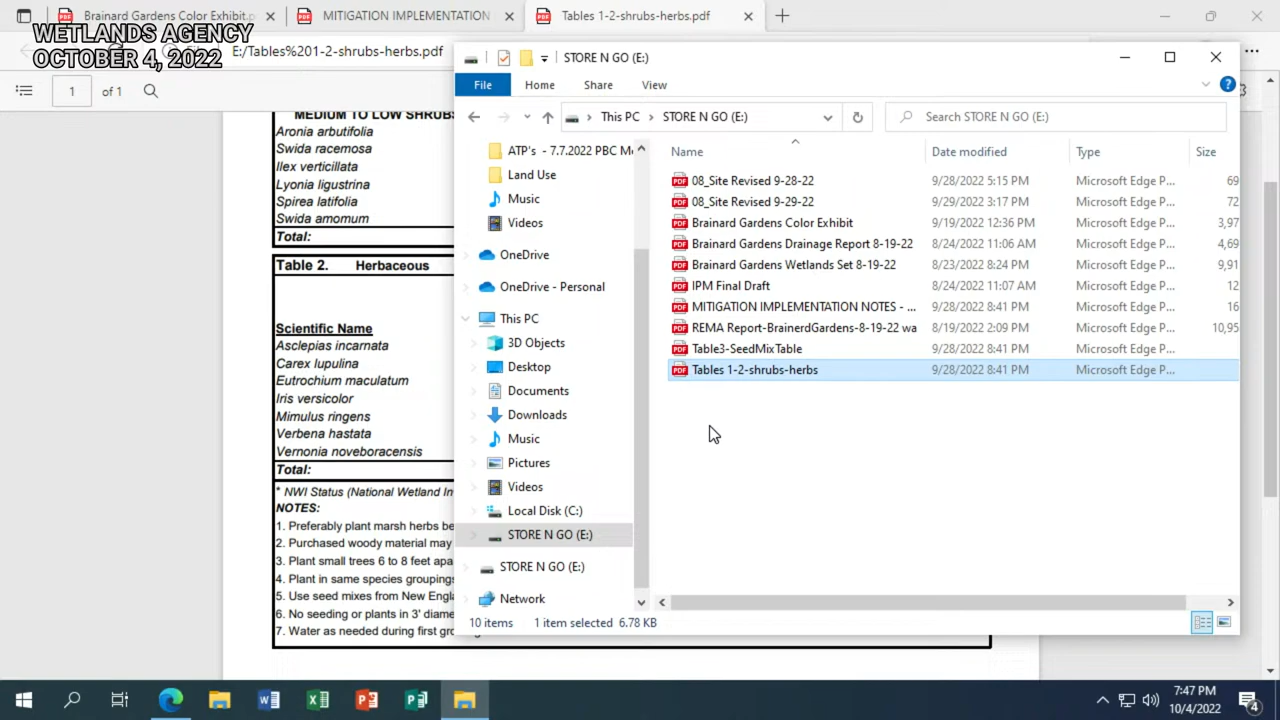 Brainard Gardens Color Exhibit.p
MITIGATION IMPLEMENTATION
Tables 1-2-shrubs-herbs.pdf
WETLANDS AGENCY
OCTOBER 4, 2022
E:/Tables%201-2-shrubs-herbs.pdf
1 of 1
STORE N GO (E:)
File Home Share View
This PC STORE N GO (E:)
Search STORE N GO (E:)
MEDIUM TO LOW SHRUBS
Aronia arbutifolia
Swida racemosa
Ilex verticillata
Lyonia ligustrina
Spirea latifolia
Swida amomum
Total:
Table 2. Herbaceous
Scientific Name
Asclepias incarnata
Carex lupulina
Eutrochium maculatum
Iris versicolor
Mimulus ringens
Verbena hastata
Vernonia noveboracensis
Total:
* NWI Status (National Wetland In
NOTES:
1. Preferably plant marsh herbs be
2. Purchased woody material may
3. Plant small trees 6 to 8 feet apa
4. Plant in same species groupings
5. Use seed mixes from New Engla
6. No seeding or plants in 3' diame
7. Water as needed during first gro
ATP's - 7.7.2022 PBC Me
Land Use
Music
Videos
OneDrive
OneDrive - Personal
This PC
3D Objects
Desktop
Documents
Downloads
Music
Pictures
Videos
Local Disk (C:)
STORE N GO (E:)
STORE N GO (E:)
Network
Name Date modified Type Size
08_Site Revised 9-28-22 9/28/2022 5:15 PM Microsoft Edge P... 69
08_Site Revised 9-29-22 9/29/2022 3:17 PM Microsoft Edge P... 72
Brainard Gardens Color Exhibit 9/19/2022 12:36 PM Microsoft Edge P... 3,97
Brainard Gardens Drainage Report 8-19-22 8/24/2022 11:06 AM Microsoft Edge P... 4,69
Brainard Gardens Wetlands Set 8-19-22 8/23/2022 8:24 PM Microsoft Edge P... 9,91
IPM Final Draft 8/24/2022 11:07 AM Microsoft Edge P... 12
MITIGATION IMPLEMENTATION NOTES - ... 9/28/2022 8:41 PM Microsoft Edge P... 16
REMA Report-BrainerdGardens-8-19-22 wa 8/19/2022 2:09 PM Microsoft Edge P... 10,95
Table3-SeedMixTable 9/28/2022 8:41 PM Microsoft Edge P...
Tables 1-2-shrubs-herbs 9/28/2022 8:41 PM Microsoft Edge P...
10 items 1 item selected 6.78 KB
7:47 PM
10/4/2022
4